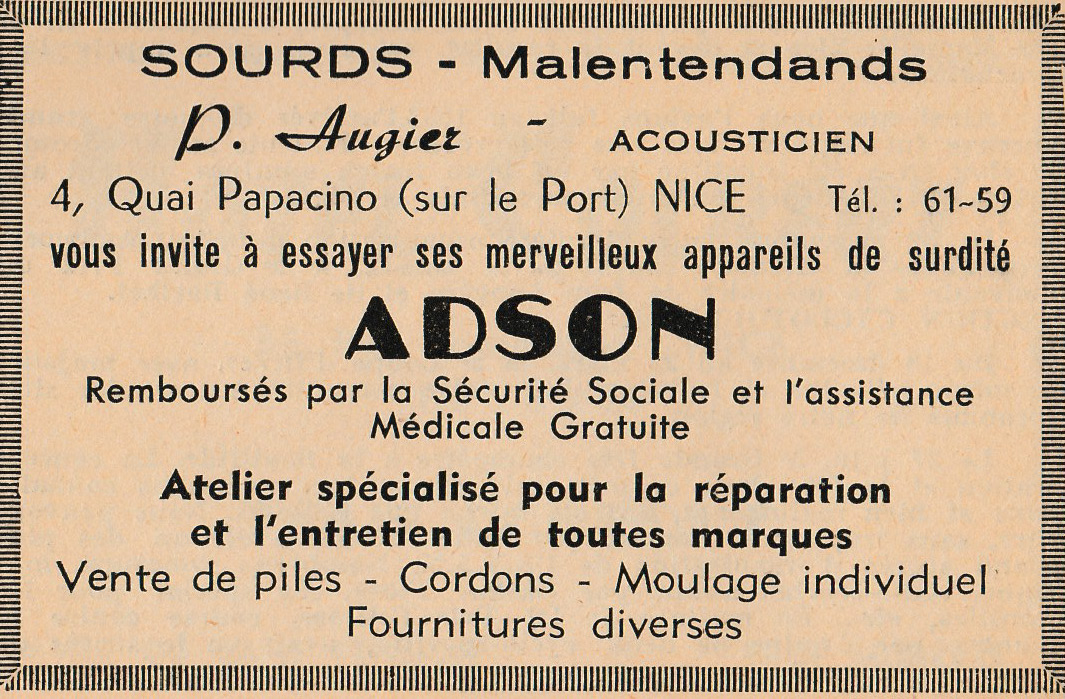 SOURDS - Malentendands
P. Augier - ACOUSTICIEN
4, Quai Papacino (sur le Port) NICE Tél. : 61-59
vous invite à essayer ses merveilleux appareils de surdité
ADSON
Remboursés par la Sécurité Sociale et l'assistance
Médicale Gratuite
Atelier spécialisé pour la réparation
et l'entretien de toutes marques
Vente de piles - Cordons - Moulage individuel
Fournitures diverses